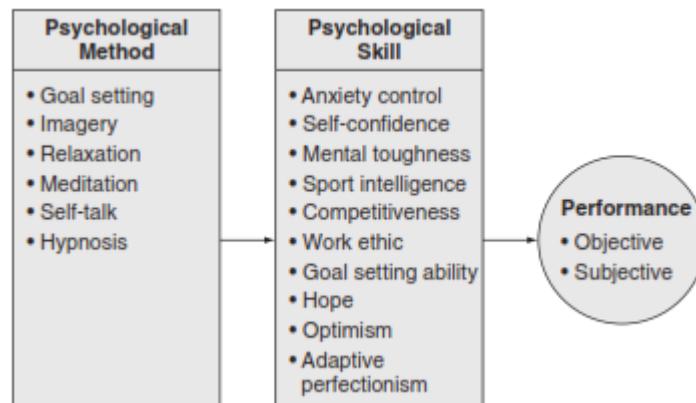 Psychological
Method
• Goal setting
• Imagery
• Relaxation
• Meditation
• Self-talk
• Hypnosis
Psychological
Skill
• Anxiety control
• Self-confidence
• Mental toughness
• Sport intelligence
• Competitiveness
• Work ethic
• Goal setting ability
• Hope
• Optimism
• Adaptive
perfectionism
Performance
• Objective
• Subjective